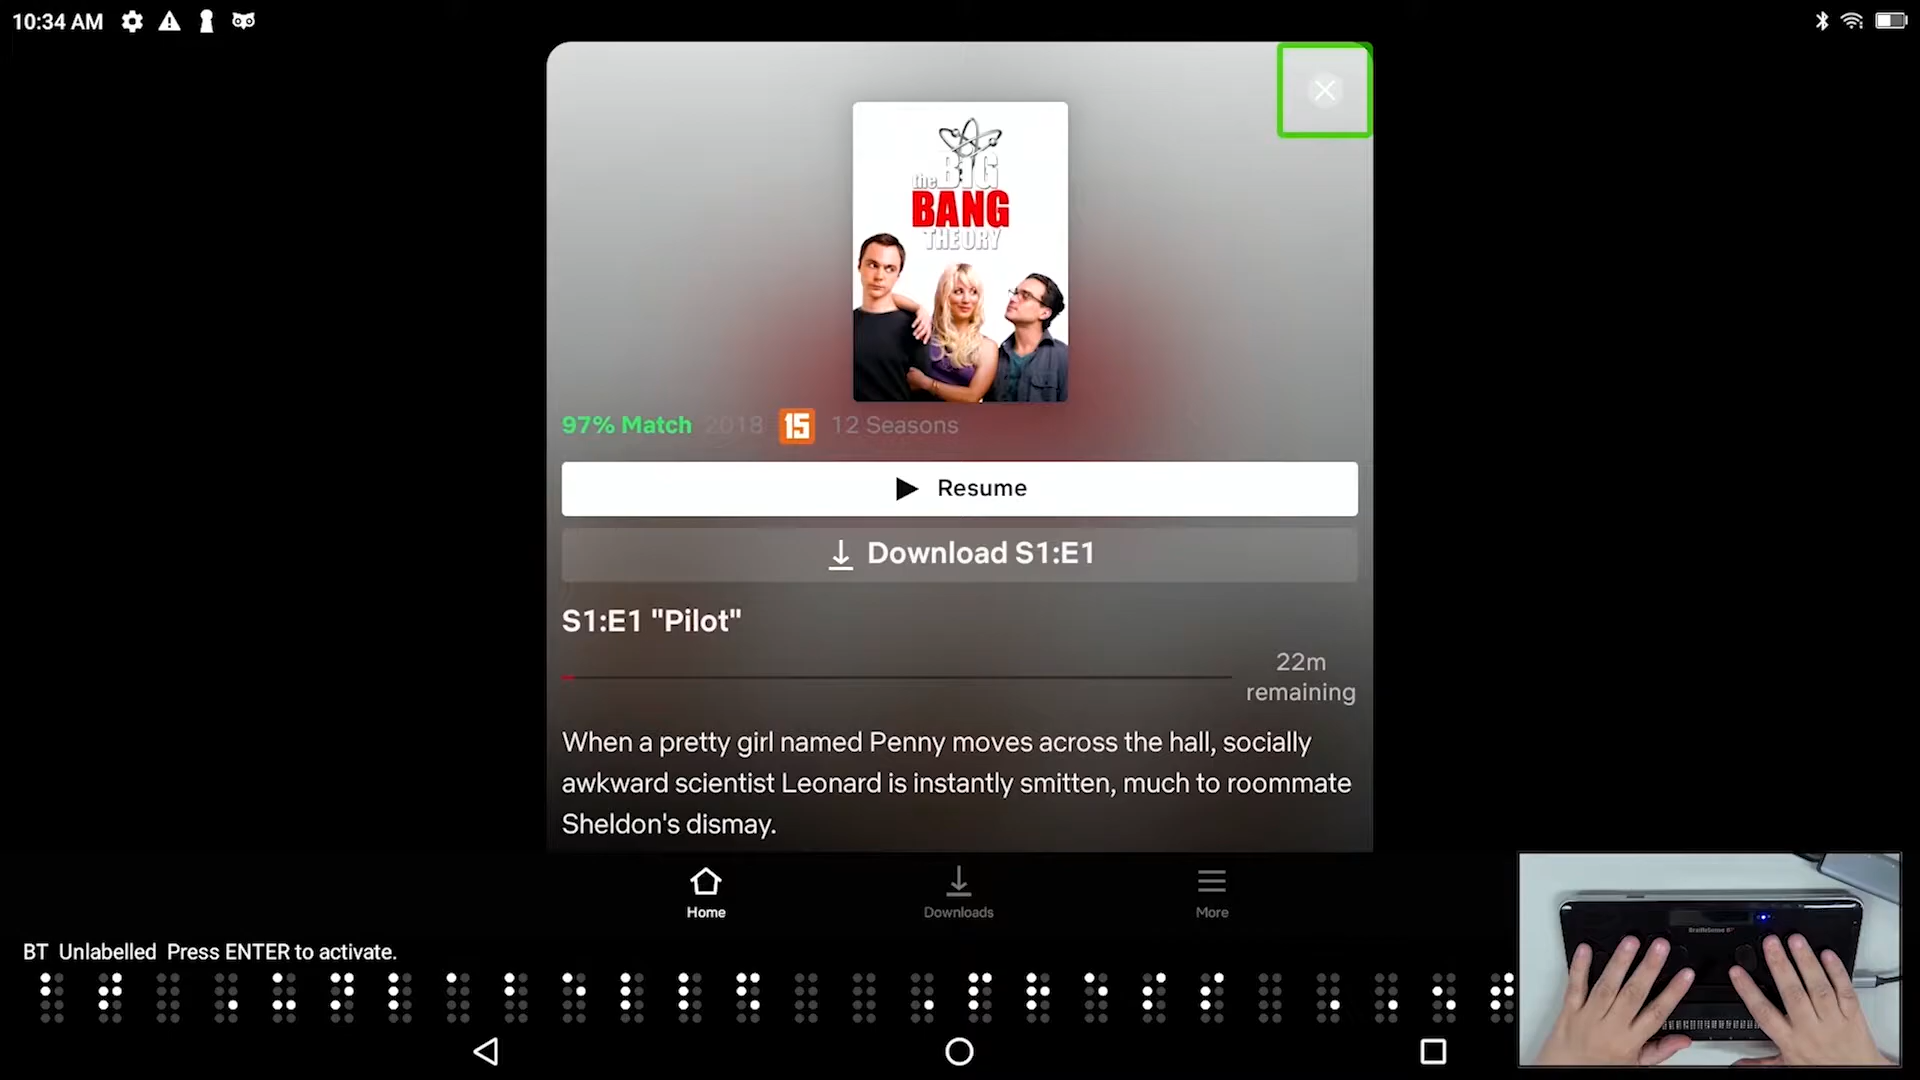 10:34 AM
the BIG
BANG
THEORY
97% Match 2018 15 12 Seasons
Resume
Download S1:E1
S1:E1 "Pilot"
22m
remaining
When a pretty girl named Penny moves across the hall, socially
awkward scientist Leonard is instantly smitten, much to roommate
Sheldon's dismay.
Home
Downloads
More
BT Unlabelled Press ENTER to activate.